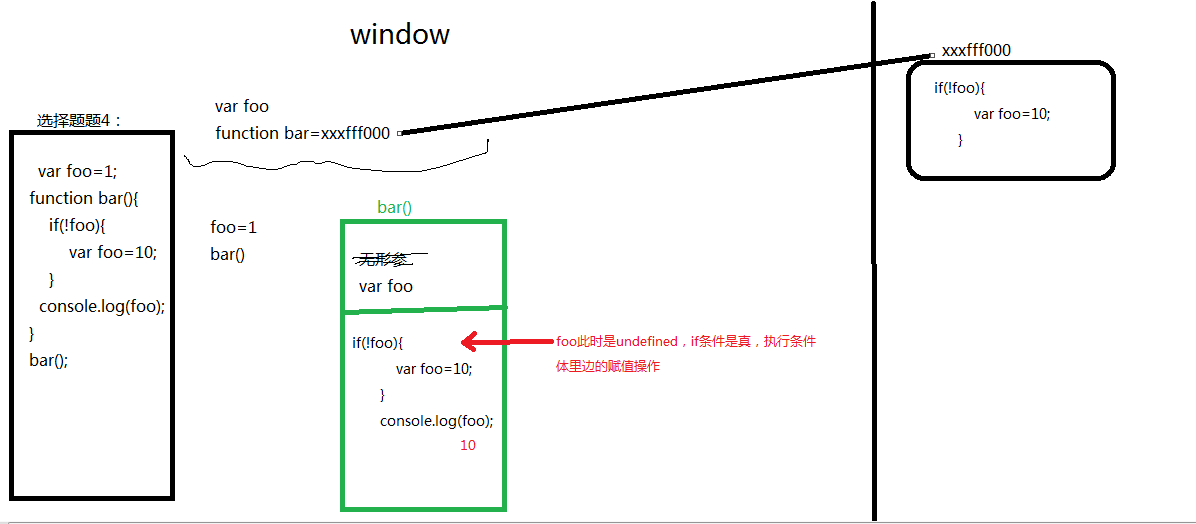 window
xxxfff000
if(!foo){
var foo=10;
}
var foo
function bar=xxxfff000
选择题题4：
var foo=1;
function bar(){
if(!foo){
var foo=10;
}
console.log(foo);
}
bar();
foo=1
bar()
bar()
无形参
var foo
if(!foo){
var foo=10;
}
console.log(foo);
10
foo此时是undefined，if条件是真，执行条件
体里边的赋值操作